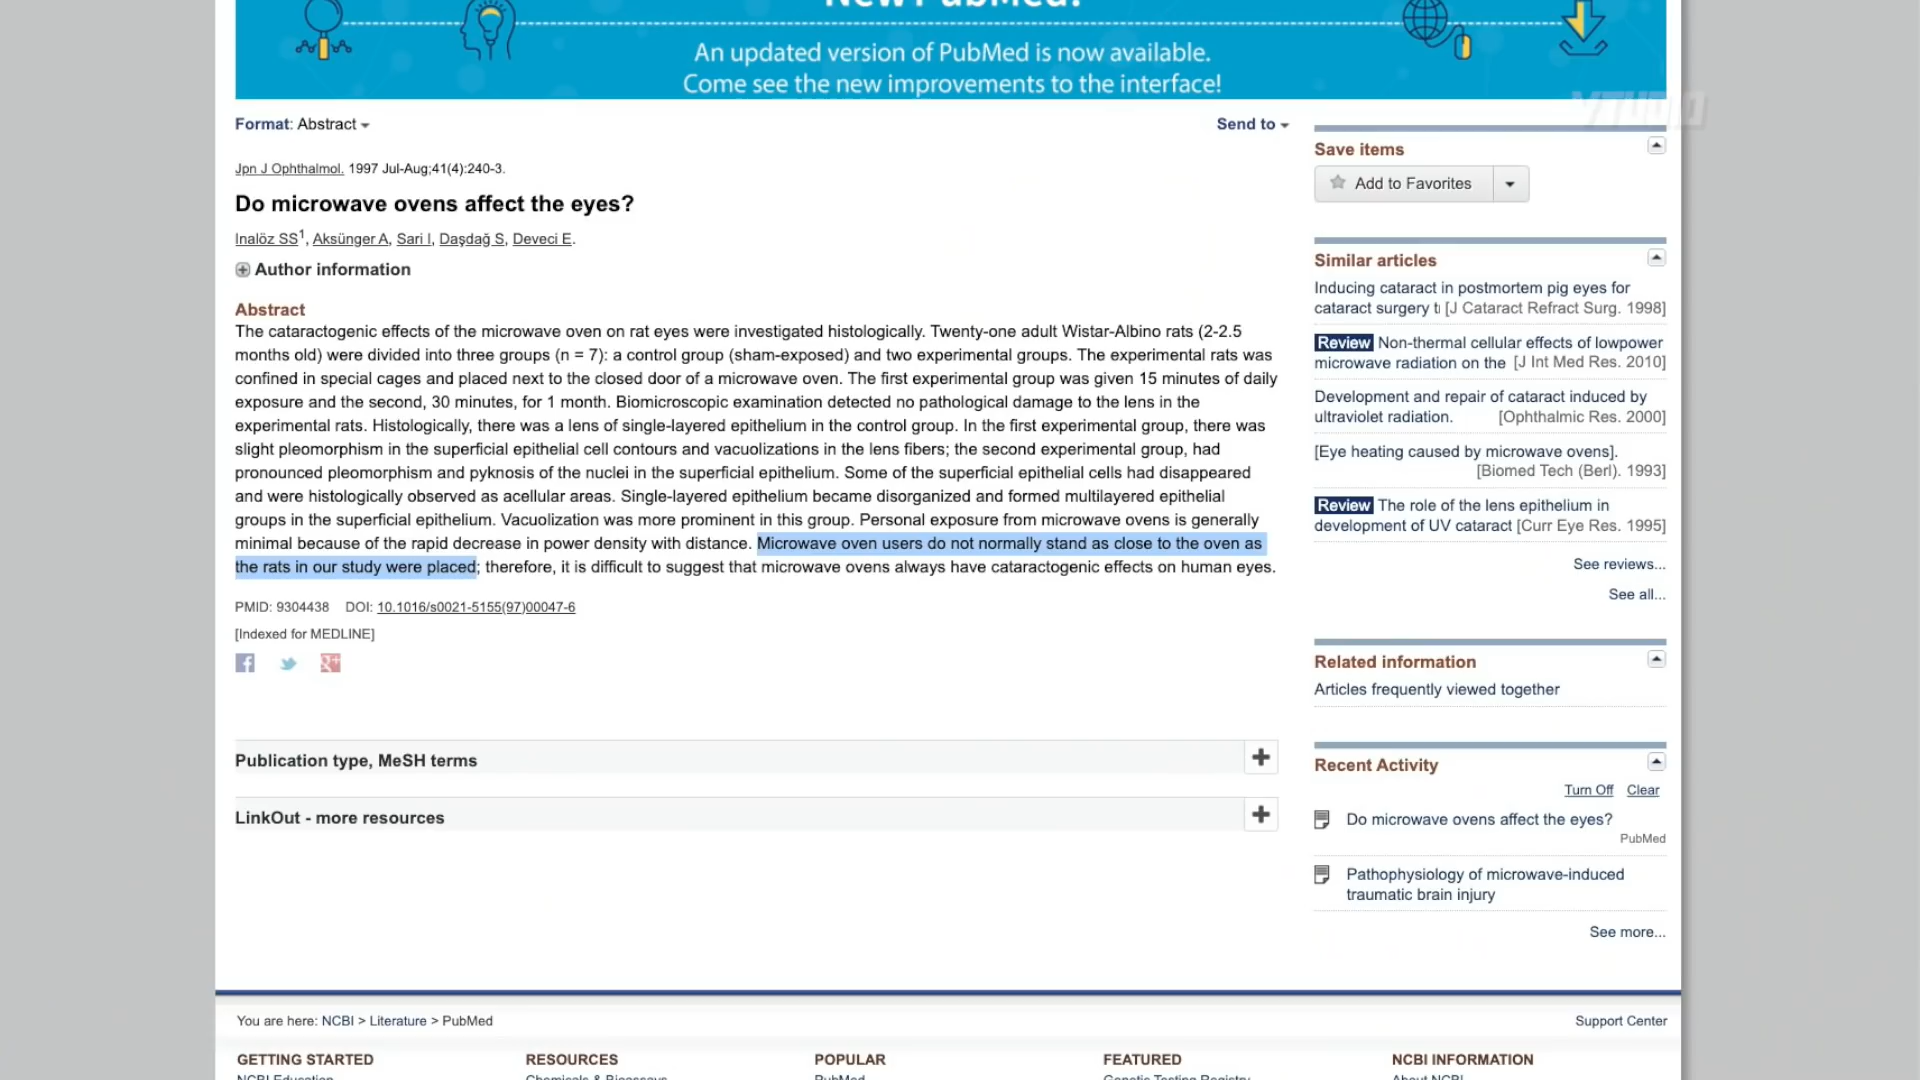 New PubMed!
An updated version of PubMed is now available.
Come see the new improvements to the interface!
Format: Abstract
Send to
Jpn J Ophthalmol. 1997 Jul-Aug;41(4):240-3.
Do microwave ovens affect the eyes?
Inalöz SS1, Aksünger A, Sari I, Daşdağ S, Deveci E.
Author information
Abstract
The cataractogenic effects of the microwave oven on rat eyes were investigated histologically. Twenty-one adult Wistar-Albino rats (2-2.5
months old) were divided into three groups (n = 7): a control group (sham-exposed) and two experimental groups. The experimental rats was
confined in special cages and placed next to the closed door of a microwave oven. The first experimental group was given 15 minutes of daily
exposure and the second, 30 minutes, for 1 month. Biomicroscopic examination detected no pathological damage to the lens in the
experimental rats. Histologically, there was a lens of single-layered epithelium in the control group. In the first experimental group, there was
slight pleomorphism in the superficial epithelial cell contours and vacuolizations in the lens fibers; the second experimental group, had
pronounced pleomorphism and pyknosis of the nuclei in the superficial epithelium. Some of the superficial epithelial cells had disappeared
and were histologically observed as acellular areas. Single-layered epithelium became disorganized and formed multilayered epithelial
groups in the superficial epithelium. Vacuolization was more prominent in this group. Personal exposure from microwave ovens is generally
minimal because of the rapid decrease in power density with distance. Microwave oven users do not normally stand as close to the oven as
the rats in our study were placed; therefore, it is difficult to suggest that microwave ovens always have cataractogenic effects on human eyes.
PMID: 9304438 DOI: 10.1016/s0021-5155(97)00047-6
[Indexed for MEDLINE]
Publication type, MeSH terms
LinkOut - more resources
Save items
Add to Favorites
Similar articles
Inducing cataract in postmortem pig eyes for
cataract surgery t [J Cataract Refract Surg. 1998]
Review Non-thermal cellular effects of lowpower
microwave radiation on the [J Int Med Res. 2010]
Development and repair of cataract induced by
ultraviolet radiation. [Ophthalmic Res. 2000]
[Eye heating caused by microwave ovens].
[Biomed Tech (Berl). 1993]
Review The role of the lens epithelium in
development of UV cataract [Curr Eye Res. 1995]
See reviews...
See all...
Related information
Articles frequently viewed together
Recent Activity
Turn Off Clear
Do microwave ovens affect the eyes?
PubMed
Pathophysiology of microwave-induced
traumatic brain injury
See more...
You are here: NCBI > Literature > PubMed
Support Center
GETTING STARTED RESOURCES POPULAR FEATURED NCBI INFORMATION
NCBI Education Chemicals & Bioassays PubMed Genetic Testing Registry About NCBI